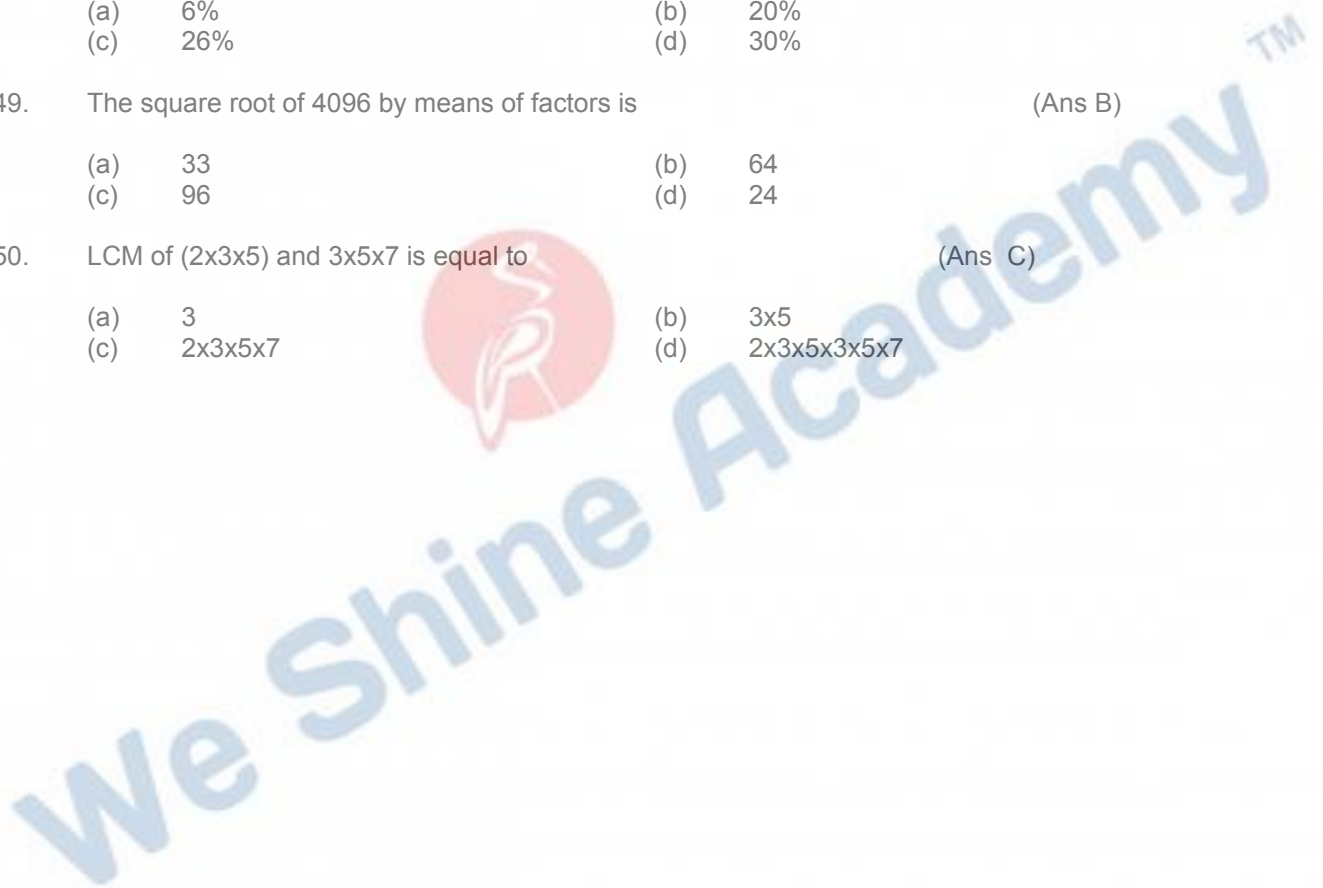 (a) 6% (b) 20%
(c) 26% (d) 30%
49. The square root of 4096 by means of factors is (Ans B)
(a) 33 (b) 64
(c) 96 (d) 24
50. LCM of (2x3x5) and 3x5x7 is equal to (Ans C)
(a) 3 (b) 3x5
(c) 2x3x5x7 (d) 2x3x5x3x5x7
We Shine Academy TM